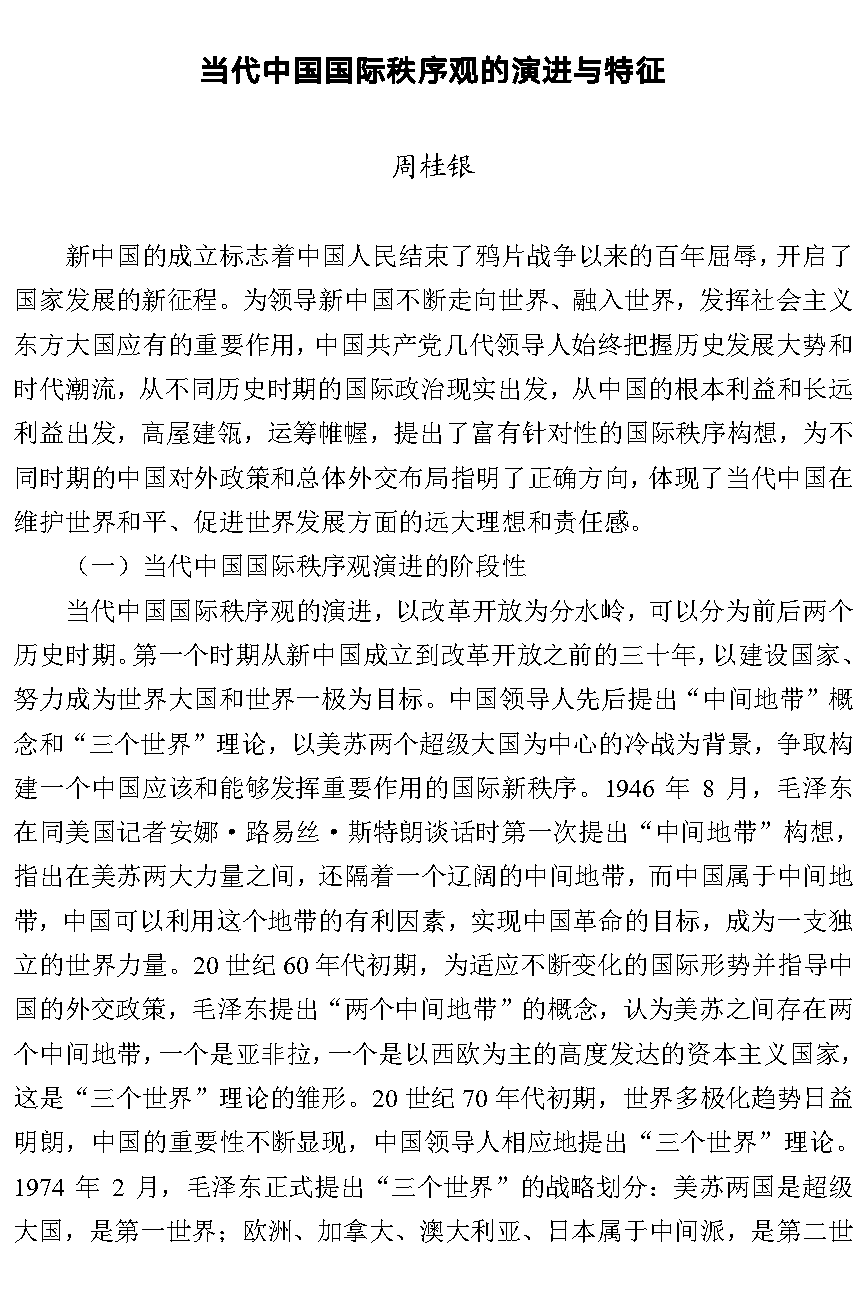 当代中国国际秩序观的演进与特征
周桂银
新中国的成立标志着中国人民结束了鸦片战争以来的百年屈辱，开启了
国家发展的新征程。为领导新中国不断走向世界、融入世界，发挥社会主义
东方大国应有的重要作用，中国共产党几代领导人始终把握历史发展大势和
时代潮流，从不同历史时期的国际政治现实出发，从中国的根本利益和长远
利益出发，高屋建瓴，运筹帷幄，提出了富有针对性的国际秩序构想，为不
同时期的中国对外政策和总体外交布局指明了正确方向，体现了当代中国在
维护世界和平、促进世界发展方面的远大理想和责任感。
（一）当代中国国际秩序观演进的阶段性
当代中国国际秩序观的演进，以改革开放为分水岭，可以分为前后两个
历史时期。第一个时期从新中国成立到改革开放之前的三十年，以建设国家、
努力成为世界大国和世界一极为目标。中国领导人先后提出“中间地带”概
念和“三个世界”理论，以美苏两个超级大国为中心的冷战为背景，争取构
建一个中国应该和能够发挥重要作用的国际新秩序。1946 年 8 月，毛泽东
在同美国记者安娜·路易丝·斯特朗谈话时第一次提出“中间地带”构想，
指出在美苏两大力量之间，还隔着一个辽阔的中间地带，而中国属于中间地
带，中国可以利用这个地带的有利因素，实现中国革命的目标，成为一支独
立的世界力量。20 世纪 60 年代初期，为适应不断变化的国际形势并指导中
国的外交政策，毛泽东提出“两个中间地带”的概念，认为美苏之间存在两
个中间地带，一个是亚非拉，一个是以西欧为主的高度发达的资本主义国家，
这是“三个世界”理论的雏形。20 世纪 70 年代初期，世界多极化趋势日益
明朗，中国的重要性不断显现，中国领导人相应地提出“三个世界”理论。
1974 年 2 月，毛泽东正式提出“三个世界”的战略划分：美苏两国是超级
大国，是第一世界；欧洲、加拿大、澳大利亚、日本属于中间派，是第二世